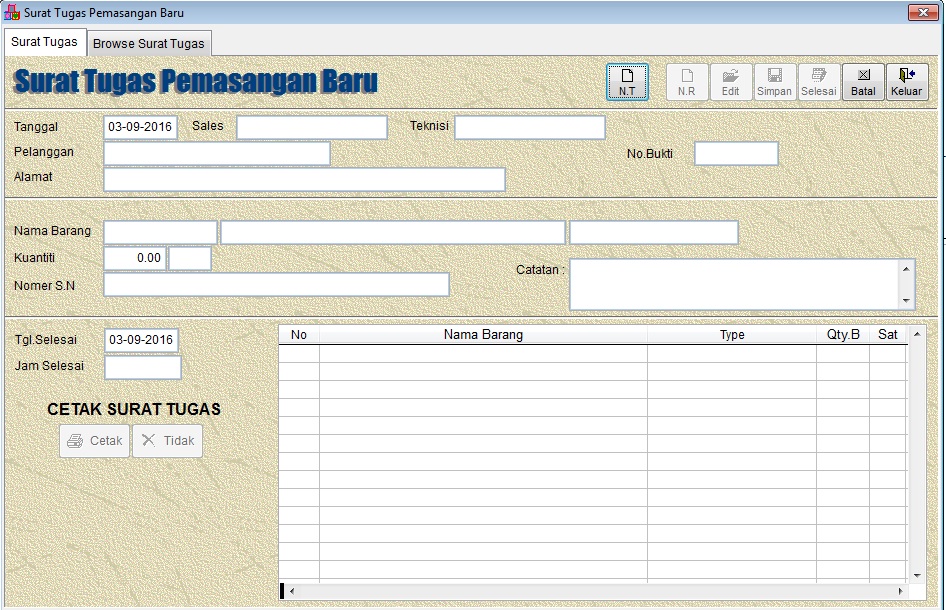 Surat Tugas Pemasangan Baru
Surat Tugas Browse Surat Tugas
Surat Tugas Pemasangan Baru
N.T N.R Edit Simpan Selesai Batal Keluar
Tanggal 03-09-2016 Sales Teknisi
Pelanggan No.Bukti
Alamat
Nama Barang
Kuantiti 0.00
Catatan :
Nomer S.N
Tgl.Selesai 03-09-2016
Jam Selesai
CETAK SURAT TUGAS
Cetak Tidak
No Nama Barang Type Qty.B Sat